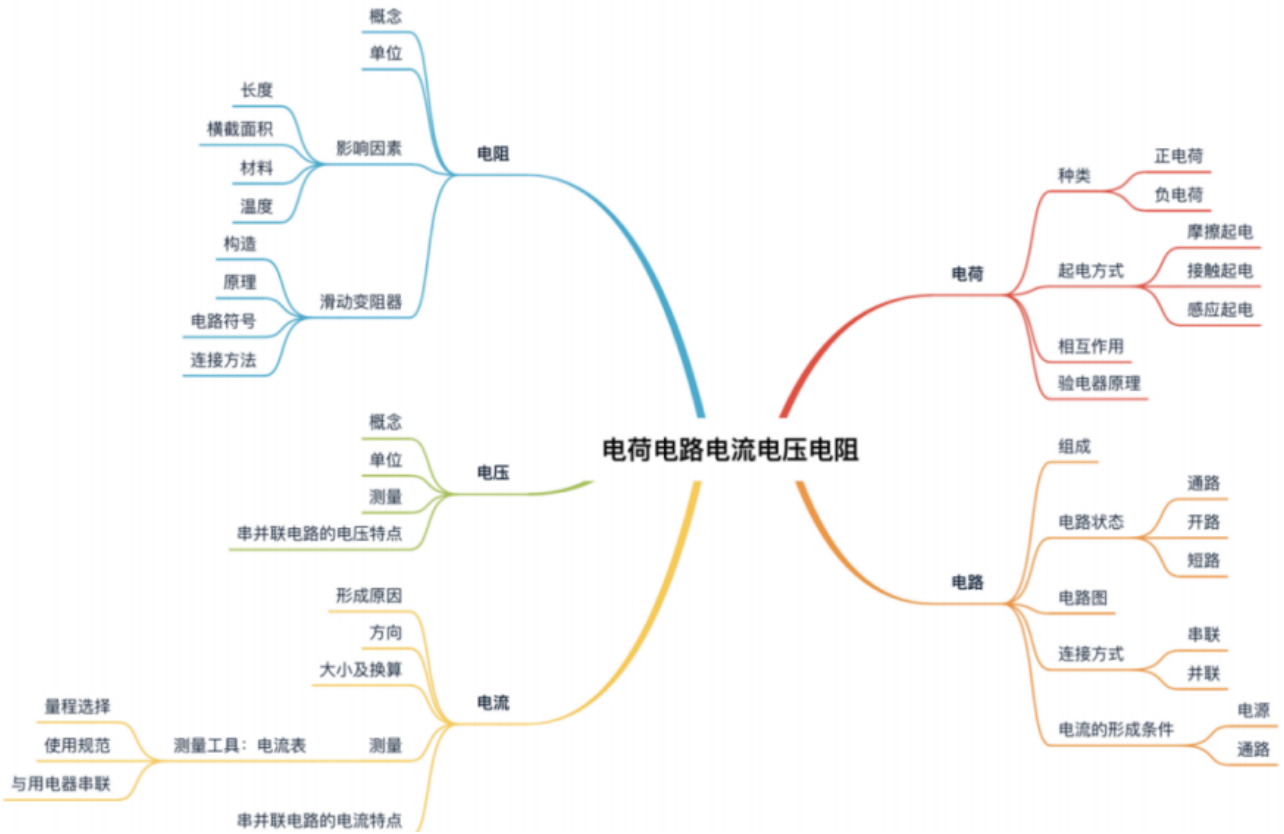 电荷电路电流电压电阻
电阻
概念
单位
影响因素
长度
横截面积
材料
温度
滑动变阻器
构造
原理
电路符号
连接方法
电压
概念
单位
测量
串并联电路的电压特点
电流
形成原因
方向
大小及换算
测量
测量工具：电流表
量程选择
使用规范
与用电器串联
串并联电路的电流特点
电荷
种类
正电荷
负电荷
起电方式
摩擦起电
接触起电
感应起电
相互作用
验电器原理
电路
组成
电路状态
通路
开路
短路
电路图
连接方式
串联
并联
电流的形成条件
电源
通路